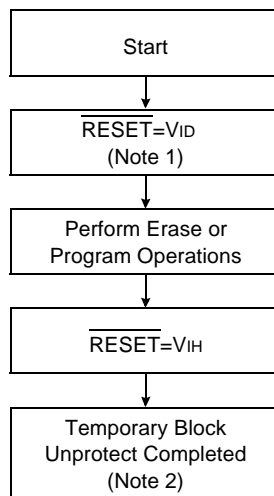 Start
RESET=VID
(Note 1)
Perform Erase or
Program Operations
RESET=VIH
Temporary Block
Unprotect Completed
(Note 2)